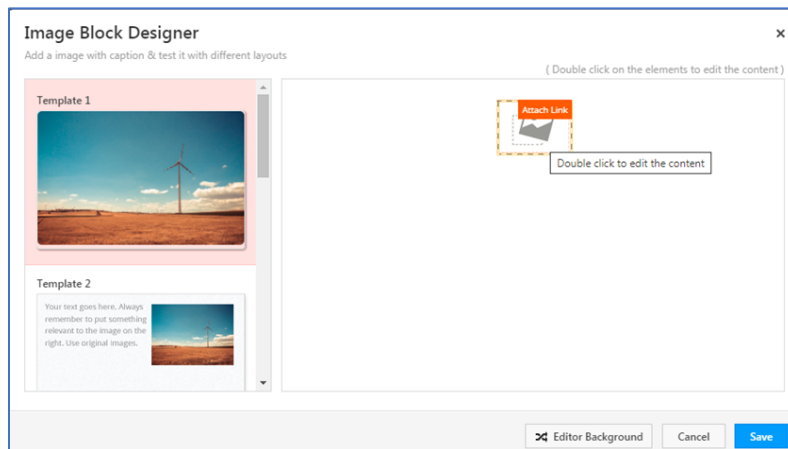 Image Block Designer
Add a image with caption & test it with different layouts
( Double click on the elements to edit the content )
Template 1
Attach Link
Double click to edit the content
Template 2
Your text goes here. Always
remember to put something
relevant to the image on the
right. Use original images.
Editor Background
Cancel
Save